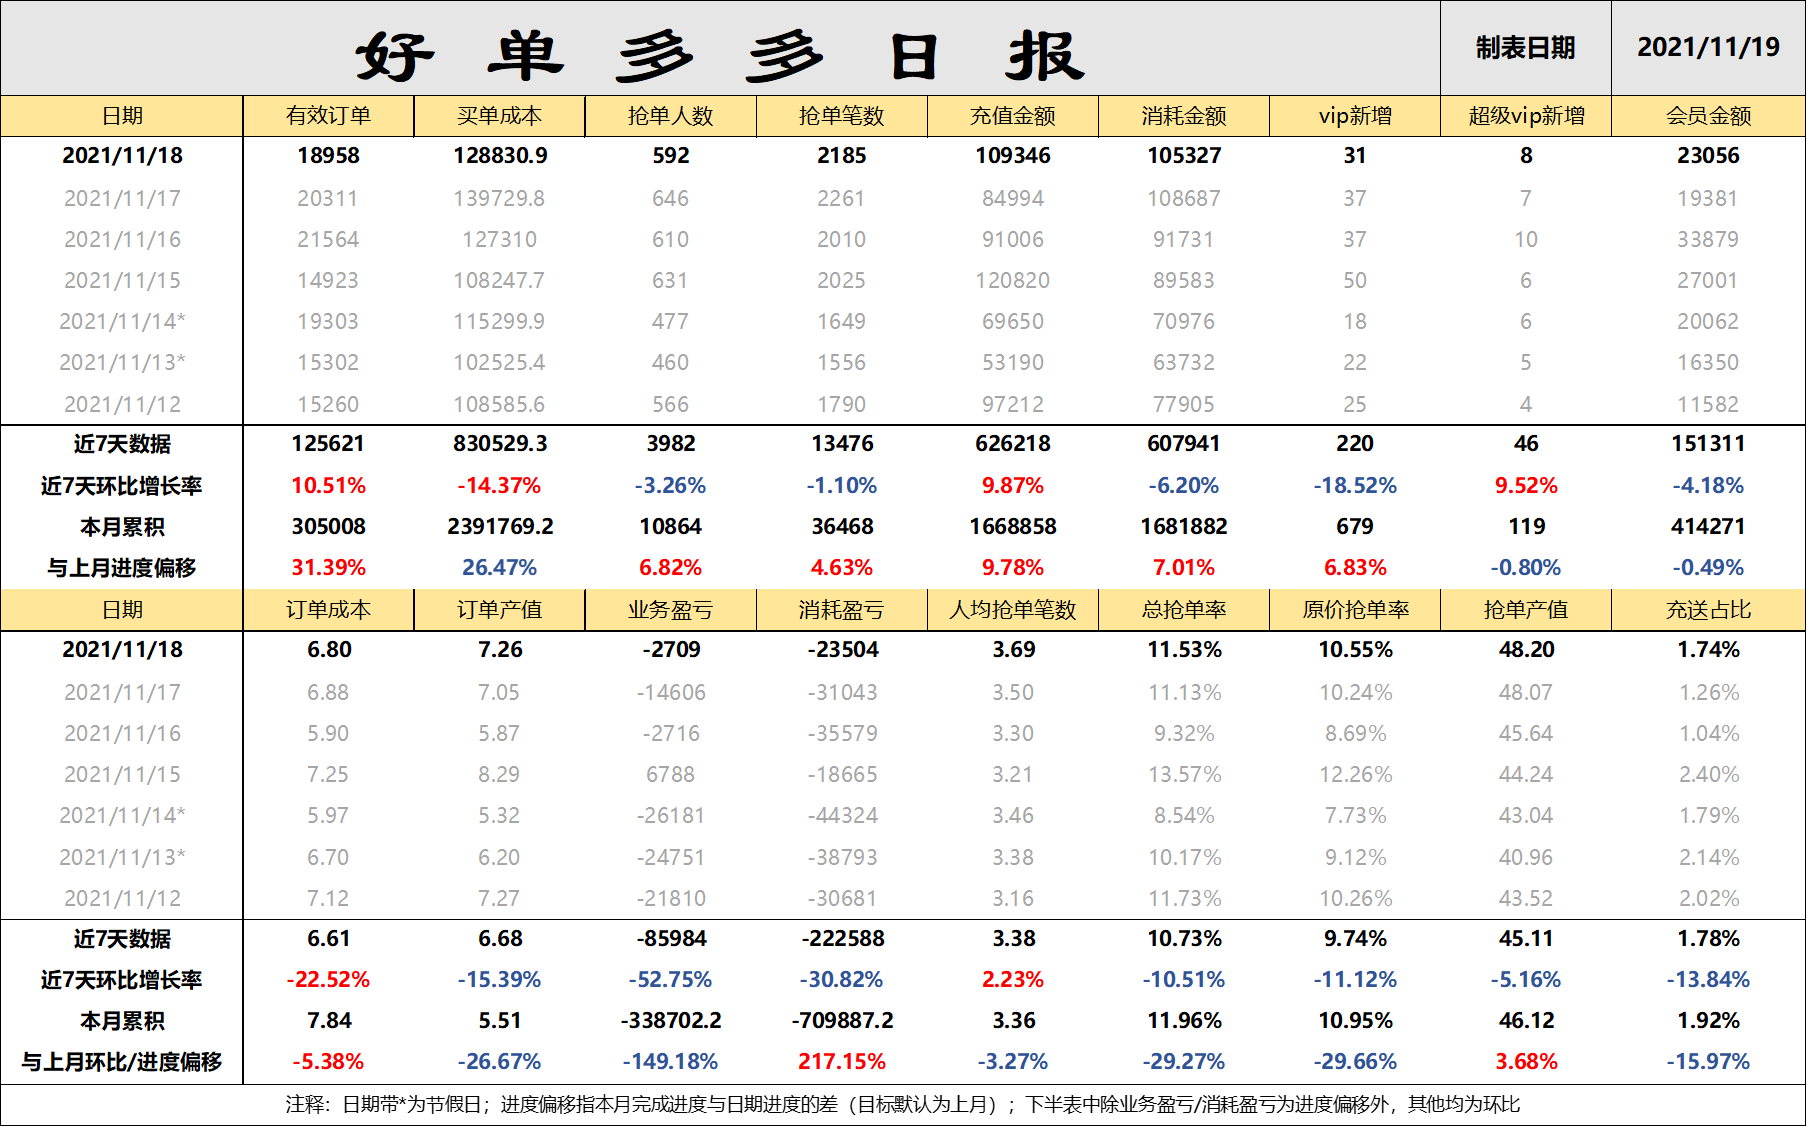 好单多多日报 制表日期 2021/11/19
日期 有效订单 买单成本 抢单人数 抢单笔数 充值金额 消耗金额 vip新增 超级vip新增 会员金额
2021/11/18 18958 128830.9 592 2185 109346 105327 31 8 23056
2021/11/17 20311 139729.8 646 2261 84994 108687 37 7 19381
2021/11/16 21564 127310 610 2010 91006 91731 37 10 33879
2021/11/15 14923 108247.7 631 2025 120820 89583 50 6 27001
2021/11/14* 19303 115299.9 477 1649 69650 70976 18 6 20062
2021/11/13* 15302 102525.4 460 1556 53190 63732 22 5 16350
2021/11/12 15260 108585.6 566 1790 97212 77905 25 4 11582
近7天数据 125621 830529.3 3982 13476 626218 607941 220 46 151311
近7天环比增长率 10.51% -14.37% -3.26% -1.10% 9.87% -6.20% -18.52% 9.52% -4.18%
本月累积 305008 2391769.2 10864 36468 1668858 1681882 679 119 414271
与上月进度偏移 31.39% 26.47% 6.82% 4.63% 9.78% 7.01% 6.83% -0.80% -0.49%
日期 订单成本 订单产值 业务盈亏 消耗盈亏 人均抢单笔数 总抢单率 原价抢单率 抢单产值 充送占比
2021/11/18 6.80 7.26 -2709 -23504 3.69 11.53% 10.55% 48.20 1.74%
2021/11/17 6.88 7.05 -14606 -31043 3.50 11.13% 10.24% 48.07 1.26%
2021/11/16 5.90 5.87 -2716 -35579 3.30 9.32% 8.69% 45.64 1.04%
2021/11/15 7.25 8.29 6788 -18665 3.21 13.57% 12.26% 44.24 2.40%
2021/11/14* 5.97 5.32 -26181 -44324 3.46 8.54% 7.73% 43.04 1.79%
2021/11/13* 6.70 6.20 -24751 -38793 3.38 10.17% 9.12% 40.96 2.14%
2021/11/12 7.12 7.27 -21810 -30681 3.16 11.73% 10.26% 43.52 2.02%
近7天数据 6.61 6.68 -85984 -222588 3.38 10.73% 9.74% 45.11 1.78%
近7天环比增长率 -22.52% -15.39% -52.75% -30.82% 2.23% -10.51% -11.12% -5.16% -13.84%
本月累积 7.84 5.51 -338702.2 -709887.2 3.36 11.96% 10.95% 46.12 1.92%
与上月环比/进度偏移 -5.38% -26.67% -149.18% 217.15% -3.27% -29.27% -29.66% 3.68% -15.97%
注释：日期带*为节假日；进度偏移指本月完成进度与日期进度的差（目标默认为上月）；下半表中除业务盈亏/消耗盈亏为进度偏移外，其他均为环比